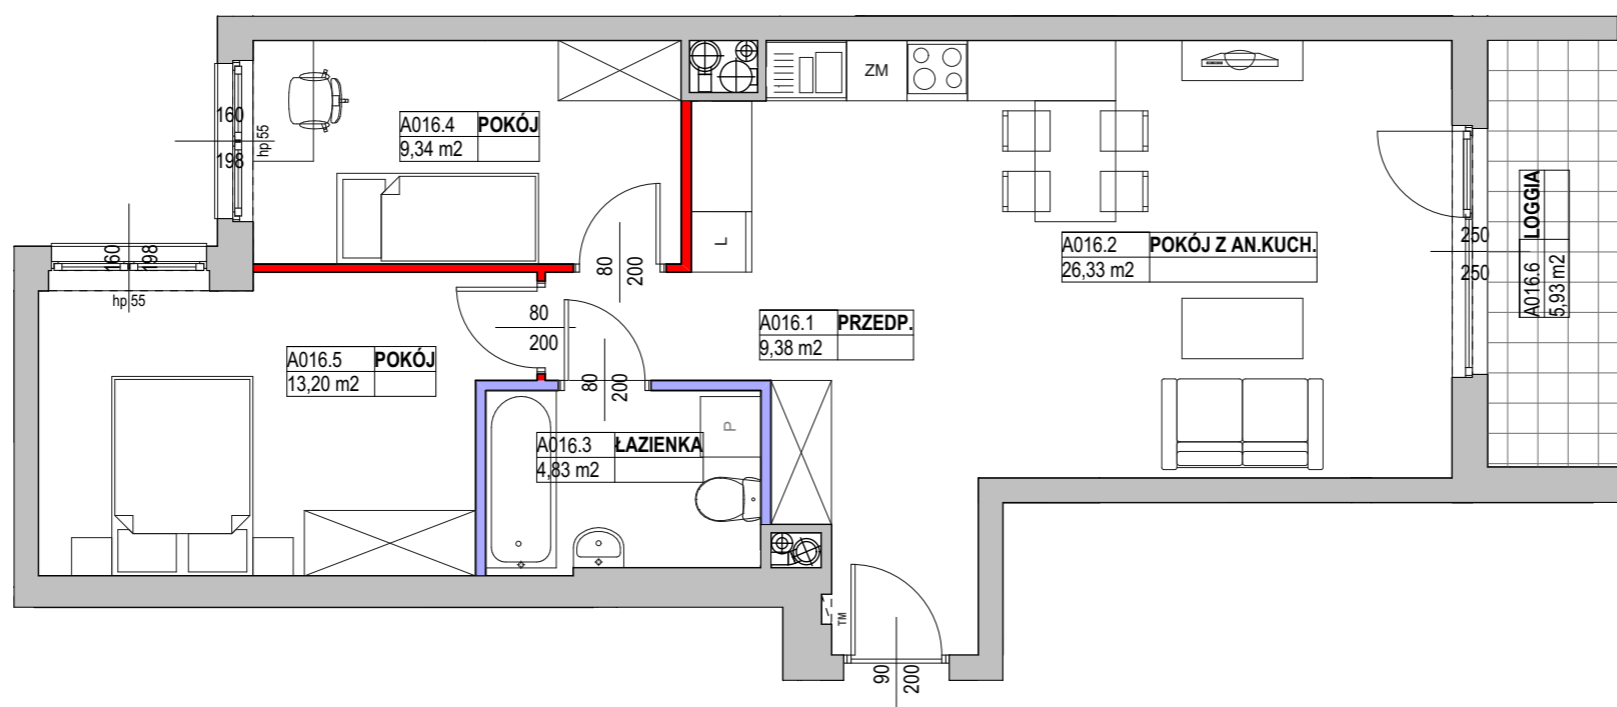 ZM
A016.4 POKÓJ
9,34 m2
160
198
hp 55
160
198
hp 55
L
80
200
A016.2 POKÓJ Z AN.KUCH.
26,33 m2
250
250
A016.6 LOGGIA
5,93 m2
A016.1 PRZEDP.
9,38 m2
80
200
A016.5 POKÓJ
13,20 m2
80
200
P
A016.3 ŁAZIENKA
4,83 m2
TM
90
200